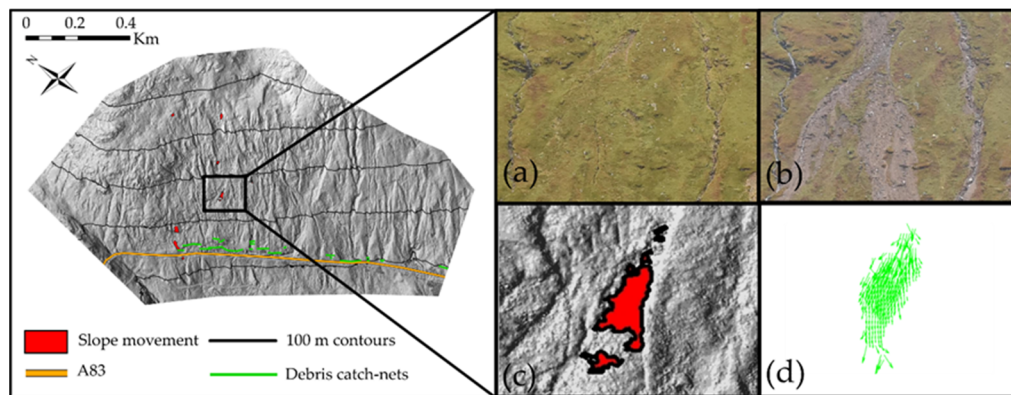 0 0.2 0.4
Km
N
Slope movement
100 m contours
A83
Debris catch-nets
(a)
(b)
(c)
(d)